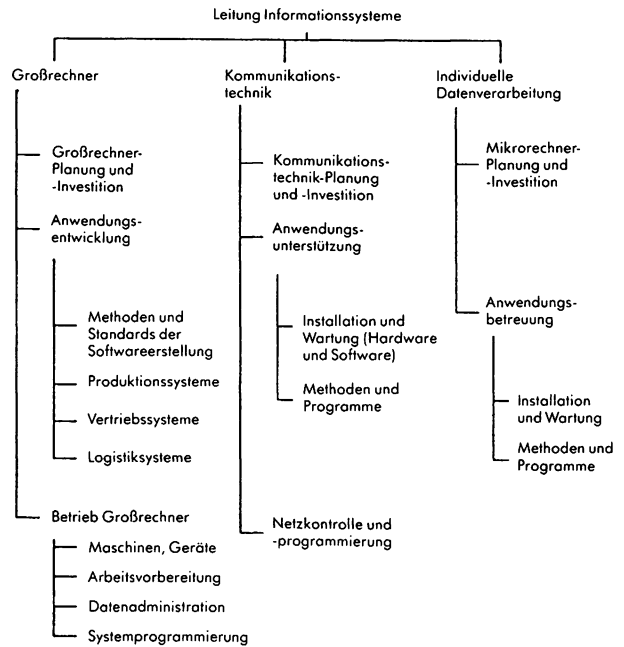 Leitung Informationssysteme
Großrechner
Großrechner-
Planung und
-Investition
Anwendungs-
entwicklung
Methoden und
Standards der
Softwareerstellung
Produktionssysteme
Vertriebssysteme
Logistiksysteme
Betrieb Großrechner
Maschinen, Geräte
Arbeitsvorbereitung
Datenadministration
Systemprogrammierung
Kommunikations-
technik
Kommunikations-
technik-Planung
und -Investition
Anwendungs-
unterstützung
Installation und
Wartung (Hardware
und Software)
Methoden und
Programme
Netzkontrolle und
-programmierung
Individuelle
Datenverarbeitung
Mikrorechner-
Planung und
-Investition
Anwendungs-
betreuung
Installation
und Wartung
Methoden und
Programme